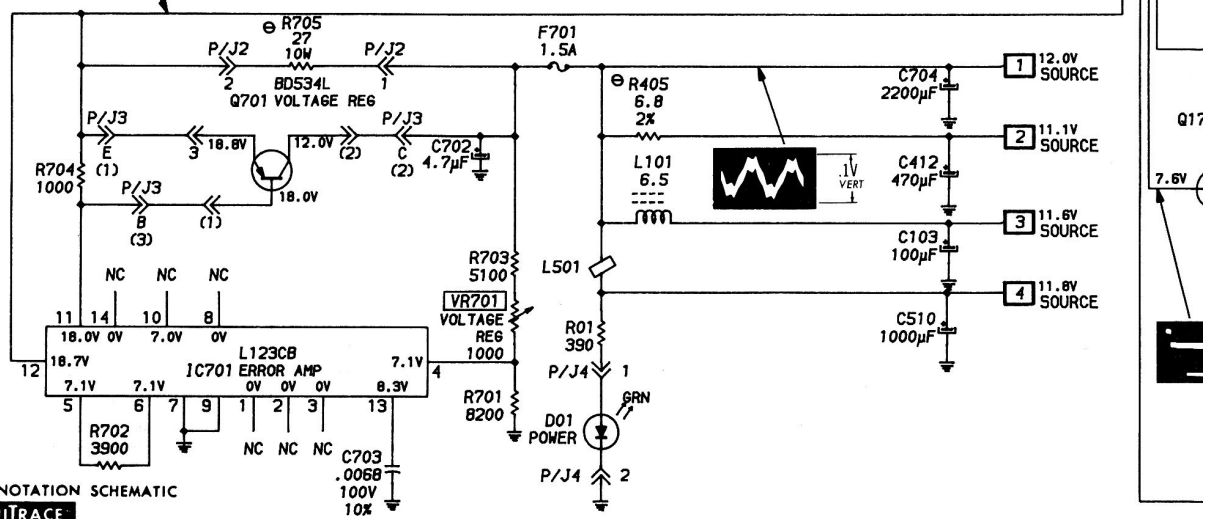 ⊖ R705
27
10W
P/J2
2
P/J2
1
BD534L
Q701 VOLTAGE REG
F701
1.5A
1 12.0V
SOURCE
C704
2200µF
⊖ R405
6.8
2%
P/J3
E
(1)
3
18.8V
12.0V
(2)
P/J3
C
(2)
C702
4.7µF
2 11.1V
SOURCE
Q17
R704
1000
18.0V
L101
6.5
.1V
VERT
C412
470µF
7.6V
P/J3
B
(3)
(1)
3 11.6V
SOURCE
C103
100µF
NC NC NC
R703
5100
L501
VR701
VOLTAGE
REG
1000
4 11.8V
SOURCE
11 14 10 8
18.0V 0V 7.0V 0V
R01
390
C510
1000µF
12
18.7V
L123CB
IC701 ERROR AMP
7.1V
4
P/J4 1
7.1V 7.1V 0V 0V 0V 8.3V
5 6 7 9 1 2 3 13
R701
8200
GRN
D01
POWER
R702
3900
NC NC NC
C703
.0068
100V
10%
P/J4 2
NOTATION SCHEMATIC
TRACE